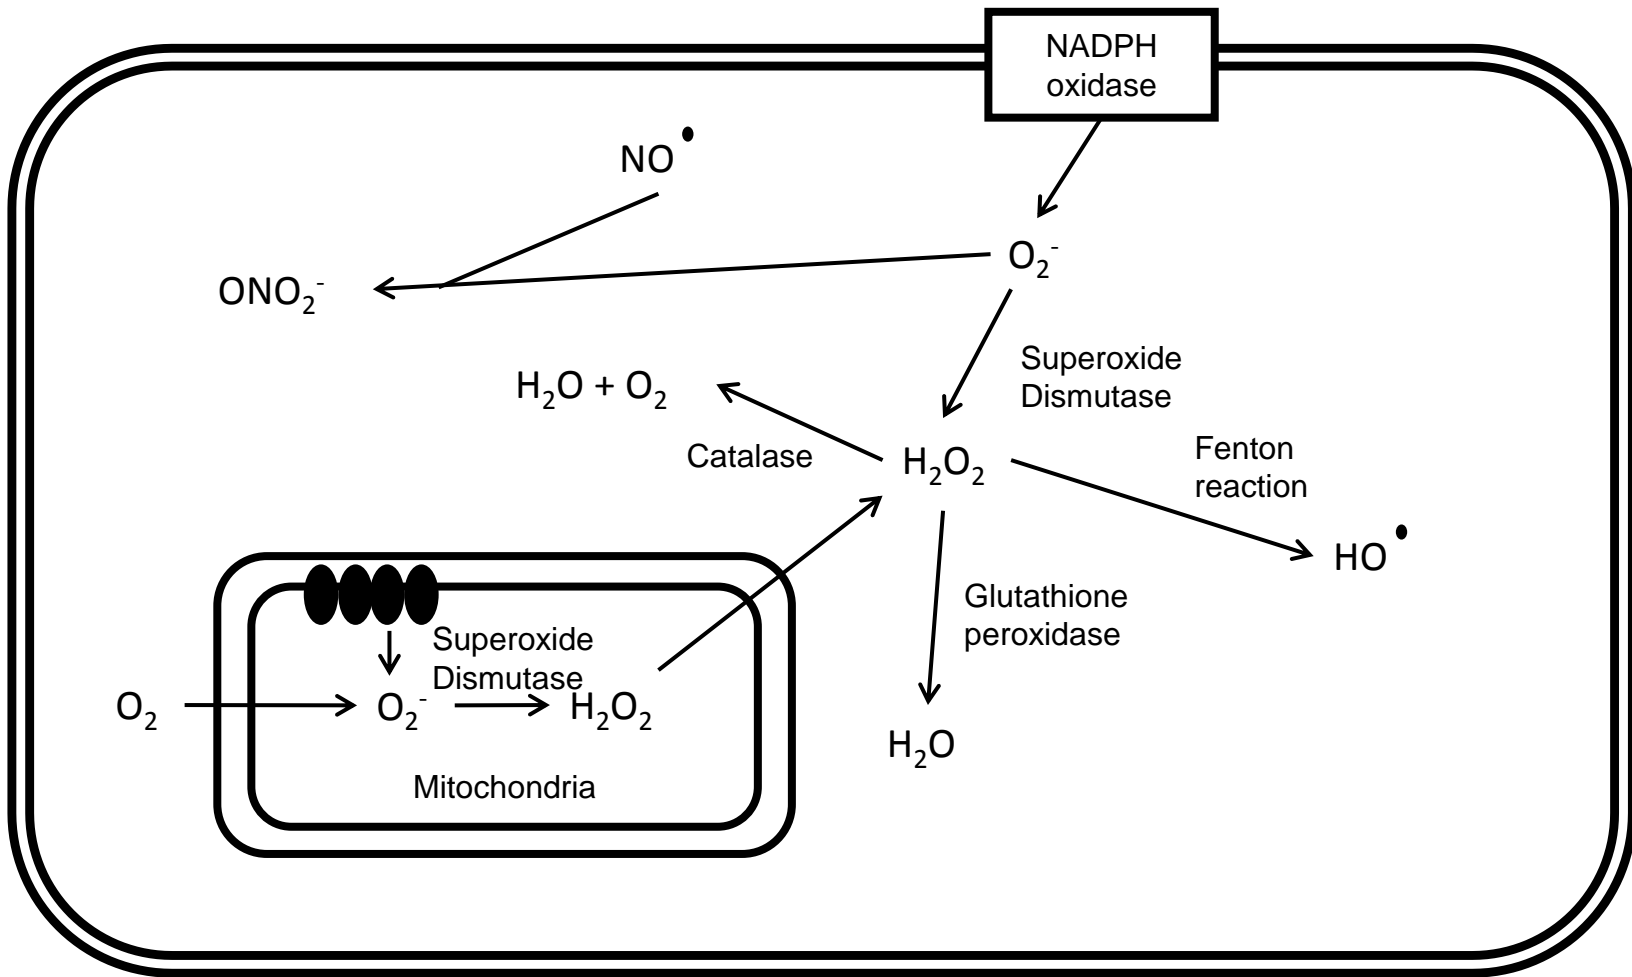 NADPH
oxidase
NO•
O₂⁻
ONO₂⁻
Superoxide
Dismutase
H₂O + O₂
Catalase
H₂O₂
Fenton
reaction
HO•
Glutathione
peroxidase
H₂O
Superoxide
Dismutase
O₂
O₂⁻
H₂O₂
Mitochondria